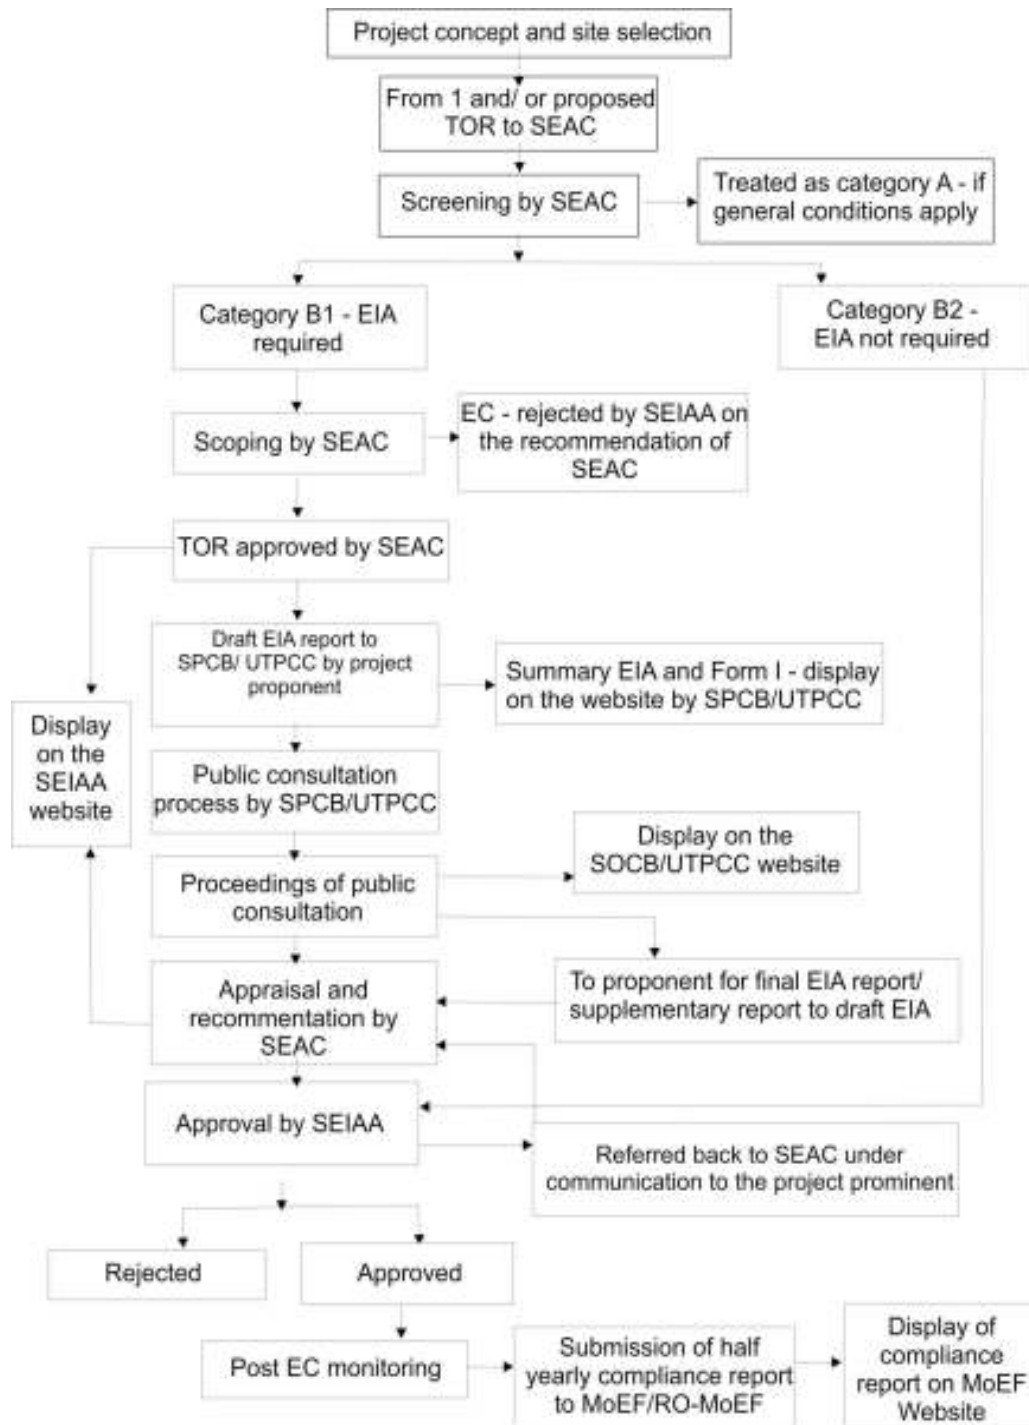 Project concept and site selection
From 1 and/ or proposed
TOR to SEAC
Screening by SEAC
Treated as category A - if
general conditions apply
Category B1 - EIA
required
Category B2 -
EIA not required
Scoping by SEAC
EC - rejected by SEIAA on
the recommendation of
SEAC
TOR approved by SEAC
Draft EIA report to
SPCB/ UTPCC by project
proponent
Summary EIA and Form I - display
on the website by SPCB/UTPCC
Display
on the
SEIAA
website
Public consultation
process by SPCB/UTPCC
Display on the
SOCB/UTPCC website
Proceedings of public
consultation
To proponent for final EIA report/
supplementary report to draft EIA
Appraisal and
recommentation by
SEAC
Approval by SEIAA
Referred back to SEAC under
communication to the project prominent
Rejected
Approved
Post EC monitoring
Submission of half
yearly compliance report
to MoEF/RO-MoEF
Display of
compliance
report on MoEF
Website